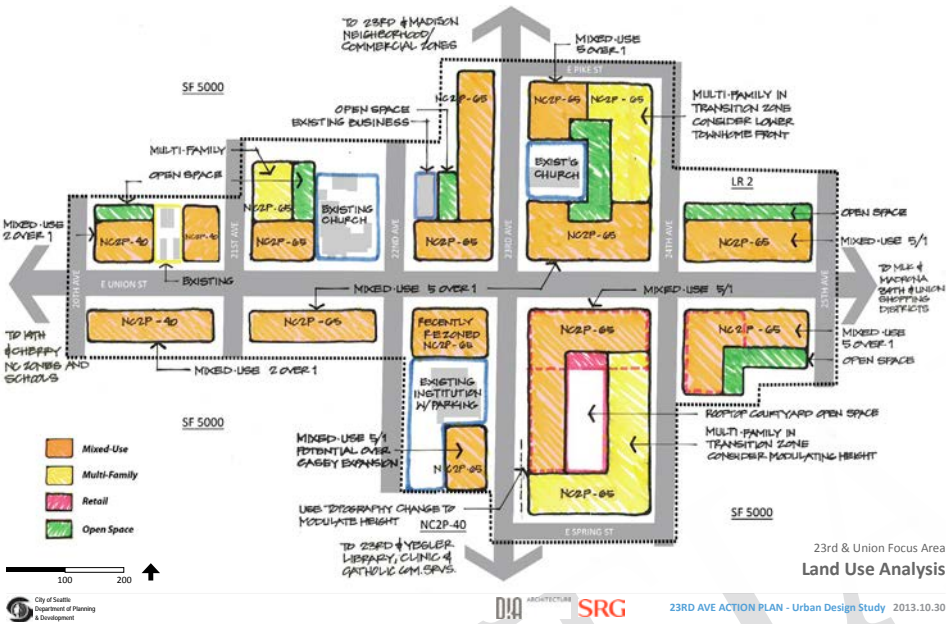 TO 23RD & MADISON
NEIGHBORHOOD/
COMMERCIAL ZONES
MIXED-USE
5 OVER 1
E PIKE ST
SF 5000
NC2P-65
NC2P-65
NC2P-65
MULTI-FAMILY IN
TRANSITION ZONE
CONSIDER LOWER
TOWNHOME FRONT
OPEN SPACE
EXISTING BUSINESS
MULTI-FAMILY
OPEN SPACE
EXIST'G
CHURCH
LR 2
MIXED-USE
2 OVER 1
NC2P-40
NC2P-40
21ST AVE
NC2P-65
NC2P-65
EXISTING
CHURCH
22ND AVE
NC2P-65
23RD AVE
NC2P-65
24TH AVE
NC2P-65
OPEN SPACE
MIXED-USE 5/1
20TH AVE
E UNION ST
EXISTING
MIXED-USE 5 OVER 1
MIXED-USE 5/1
25TH AVE
TO MLK &
MADRONA
34TH & UNION
SHOPPING
DISTRICTS
TO 19TH
& CHERRY
NC ZONES AND
SCHOOLS
NC2P-40
NC2P-65
RECENTLY
REZONED
NC2P-65
NC2P-65
NC2P-65
MIXED-USE
5 OVER 1
OPEN SPACE
MIXED-USE 2 OVER 1
EXISTING
INSTITUTION
W/PARKING
ROOFTOP COURTYARD OPEN SPACE
SF 5000
MIXED-USE 5/1
POTENTIAL OVER
CASEY EXPANSION
NC2P-65
MULTI-FAMILY IN
TRANSITION ZONE
CONSIDER MODULATING HEIGHT
NC2P-65
USE TOPOGRAPHY CHANGE TO
MODULATE HEIGHT
NC2P-40
E SPRING ST
SF 5000
TO 23RD & YESLER
LIBRARY, CLINIC &
CATHOLIC COM. SRVS.
Mixed-Use
Multi-Family
Retail
Open Space
100 200
23rd & Union Focus Area
Land Use Analysis
City of Seattle
Department of Planning
& Development
D!A ARCHITECTURE
SRG
23RD AVE ACTION PLAN - Urban Design Study 2013.10.30